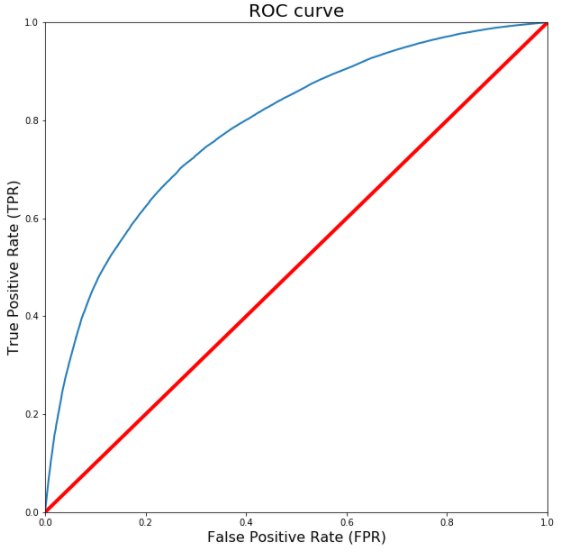 ROC curve
True Positive Rate (TPR)
1.0
0.8
0.6
0.4
0.2
0.0
0.0 0.2 0.4 0.6 0.8 1.0
False Positive Rate (FPR)